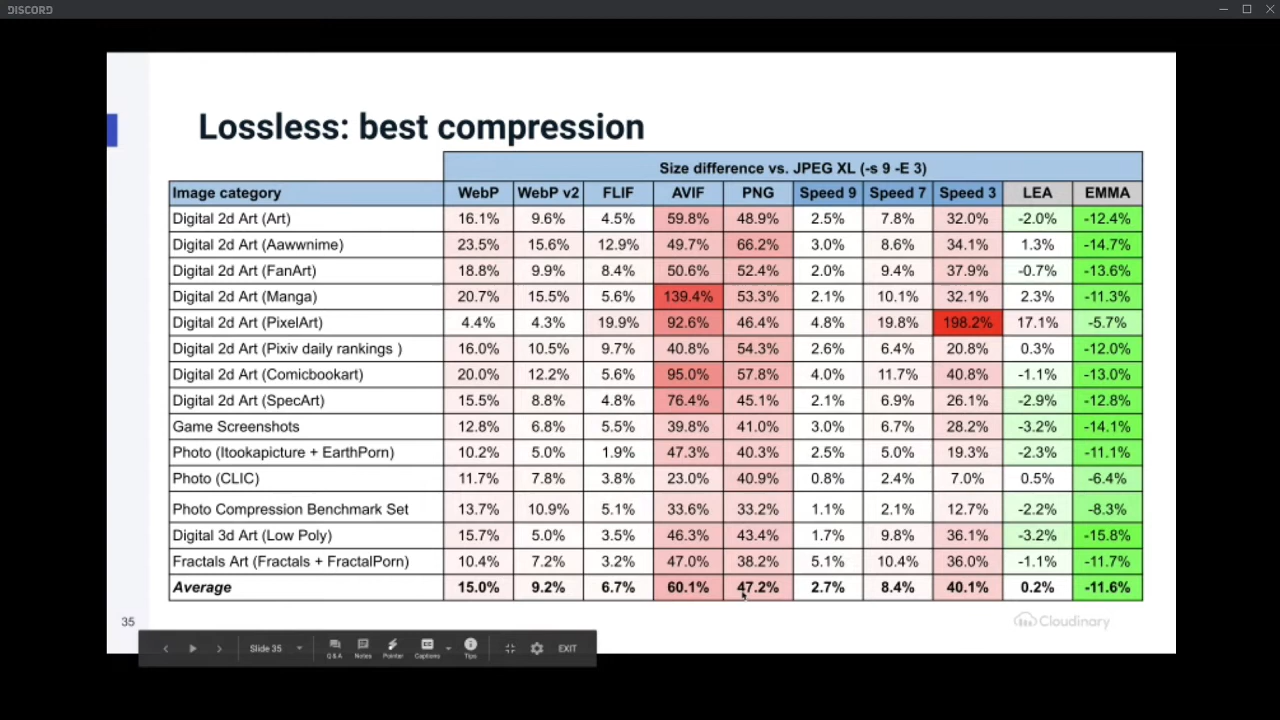 DISCORD
Lossless: best compression
Size difference vs. JPEG XL (-s 9 -E 3)
Image category WebP WebP v2 FLIF AVIF PNG Speed 9 Speed 7 Speed 3 LEA EMMA
Digital 2d Art (Art) 16.1% 9.6% 4.5% 59.8% 48.9% 2.5% 7.8% 32.0% -2.0% -12.4%
Digital 2d Art (Aawwnime) 23.5% 15.6% 12.9% 49.7% 66.2% 3.0% 8.6% 34.1% 1.3% -14.7%
Digital 2d Art (FanArt) 18.8% 9.9% 8.4% 50.6% 52.4% 2.0% 9.4% 37.9% -0.7% -13.6%
Digital 2d Art (Manga) 20.7% 15.5% 5.6% 139.4% 53.3% 2.1% 10.1% 32.1% 2.3% -11.3%
Digital 2d Art (PixelArt) 4.4% 4.3% 19.9% 92.6% 46.4% 4.8% 19.8% 198.2% 17.1% -5.7%
Digital 2d Art (Pixiv daily rankings ) 16.0% 10.5% 9.7% 40.8% 54.3% 2.6% 6.4% 20.8% 0.3% -12.0%
Digital 2d Art (Comicbookart) 20.0% 12.2% 5.6% 95.0% 57.8% 4.0% 11.7% 40.8% -1.1% -13.0%
Digital 2d Art (SpecArt) 15.5% 8.8% 4.8% 76.4% 45.1% 2.1% 6.9% 26.1% -2.9% -12.8%
Game Screenshots 12.8% 6.8% 5.5% 39.8% 41.0% 3.0% 6.7% 28.2% -3.2% -14.1%
Photo (Itookapicture + EarthPorn) 10.2% 5.0% 1.9% 47.3% 40.3% 2.5% 5.0% 19.3% -2.3% -11.1%
Photo (CLIC) 11.7% 7.8% 3.8% 23.0% 40.9% 0.8% 2.4% 7.0% 0.5% -6.4%
Photo Compression Benchmark Set 13.7% 10.9% 5.1% 33.6% 33.2% 1.1% 2.1% 12.7% -2.2% -8.3%
Digital 3d Art (Low Poly) 15.7% 5.0% 3.5% 46.3% 43.4% 1.7% 9.8% 36.1% -3.2% -15.8%
Fractals Art (Fractals + FractalPorn) 10.4% 7.2% 3.2% 47.0% 38.2% 5.1% 10.4% 36.0% -1.1% -11.7%
Average 15.0% 9.2% 6.7% 60.1% 47.2% 2.7% 8.4% 40.1% 0.2% -11.6%
35
Cloudinary
Slide 35 Q&A Notes Pointer Captions CC Tips EXIT